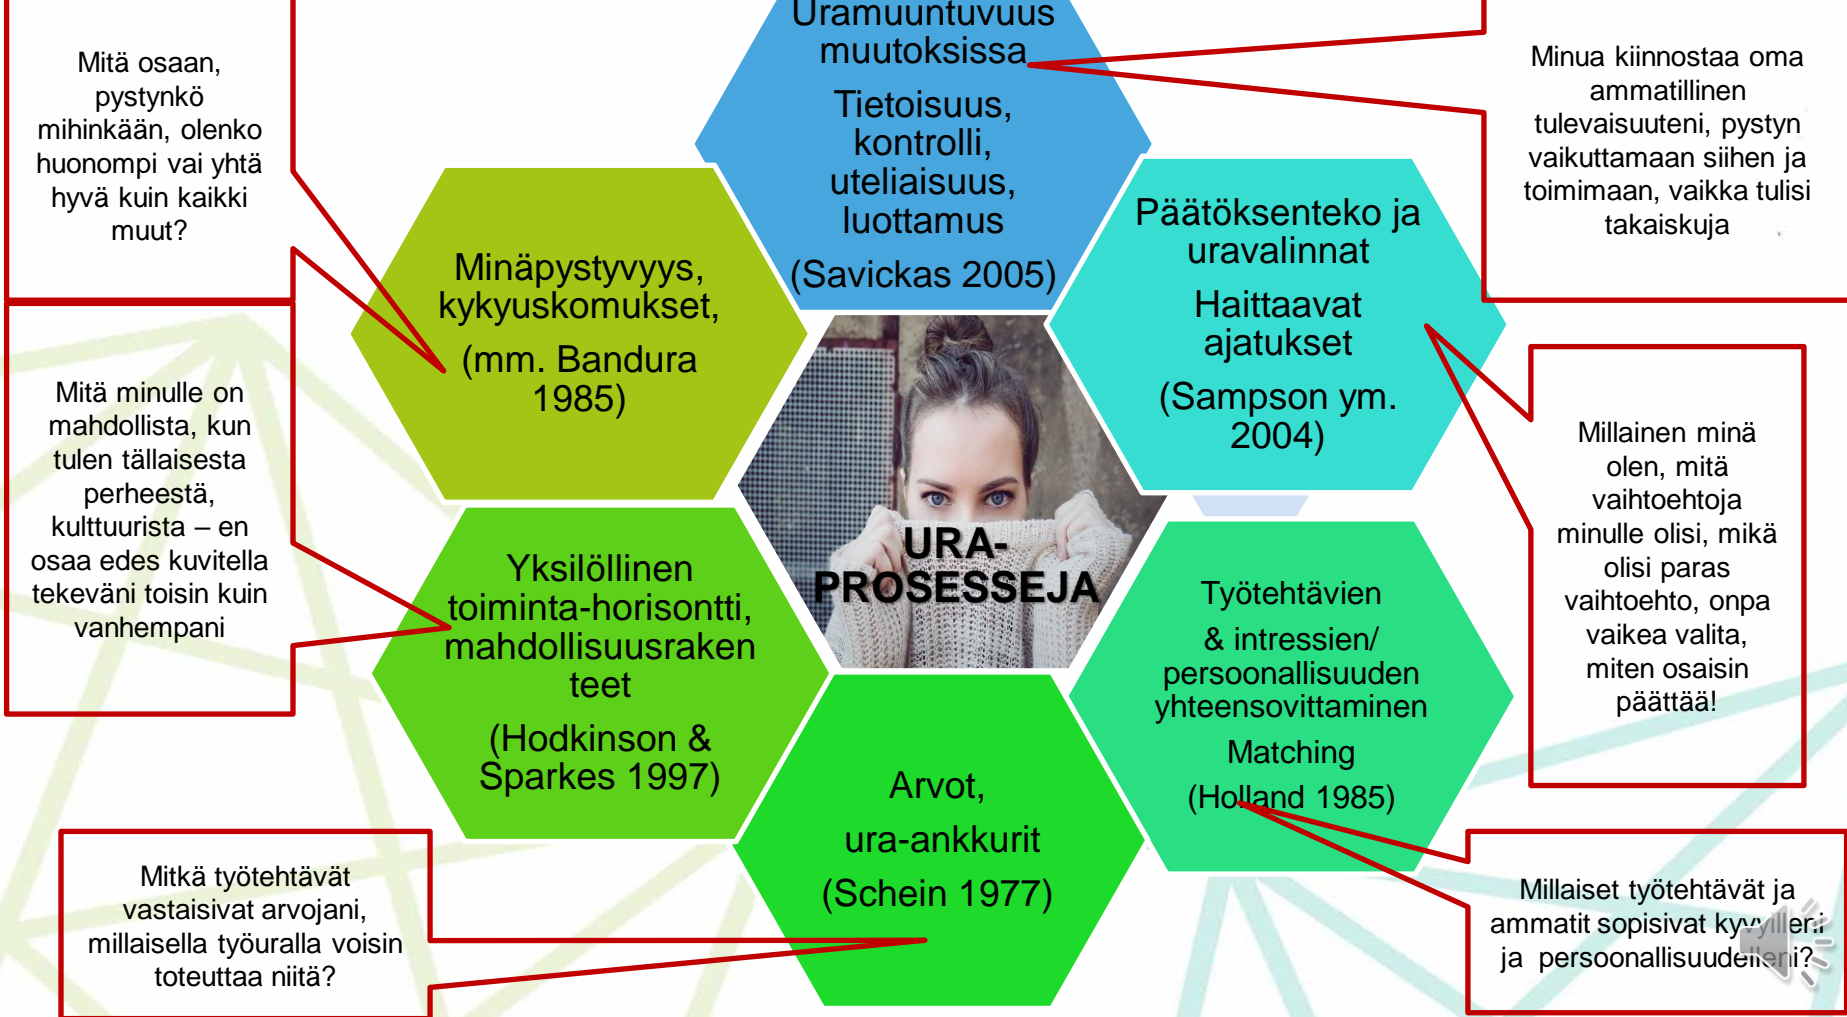 Uramuuntuvuus
muutoksissa
Tietoisuus,
kontrolli,
uteliaisuus,
luottamus
(Savickas 2005)
Mitä osaan,
pystynkö
mihinkään, olenko
huonompi vai yhtä
hyvä kuin kaikki
muut?
Minua kiinnostaa oma
ammatillinen
tulevaisuuteni, pystyn
vaikuttamaan siihen ja
toimimaan, vaikka tulisi
takaiskuja
Minäpystyvyys,
kykyuskomukset,
(mm. Bandura
1985)
Päätöksenteko ja
uravalinnat
Haittaavat
ajatukset
(Sampson ym.
2004)
Mitä minulle on
mahdollista, kun
tulen tällaisesta
perheestä,
kulttuurista – en
osaa edes kuvitella
tekeväni toisin kuin
vanhempani
URA-
PROSESSEJA
Millainen minä
olen, mitä
vaihtoehtoja
minulle olisi, mikä
olisi paras
vaihtoehto, onpa
vaikea valita,
miten osaisin
päättää!
Yksilöllinen
toiminta-horisontti,
mahdollisuusraken
teet
(Hodkinson &
Sparkes 1997)
Työtehtävien
& intressien/
persoonallisuuden
yhteensovittaminen
Matching
(Holland 1985)
Arvot,
ura-ankkurit
(Schein 1977)
Mitkä työtehtävät
vastaisivat arvojani,
millaisella työuralla voisin
toteuttaa niitä?
Millaiset työtehtävät ja
ammatit sopisivat kyvyilleni
ja persoonallisuudelleni?